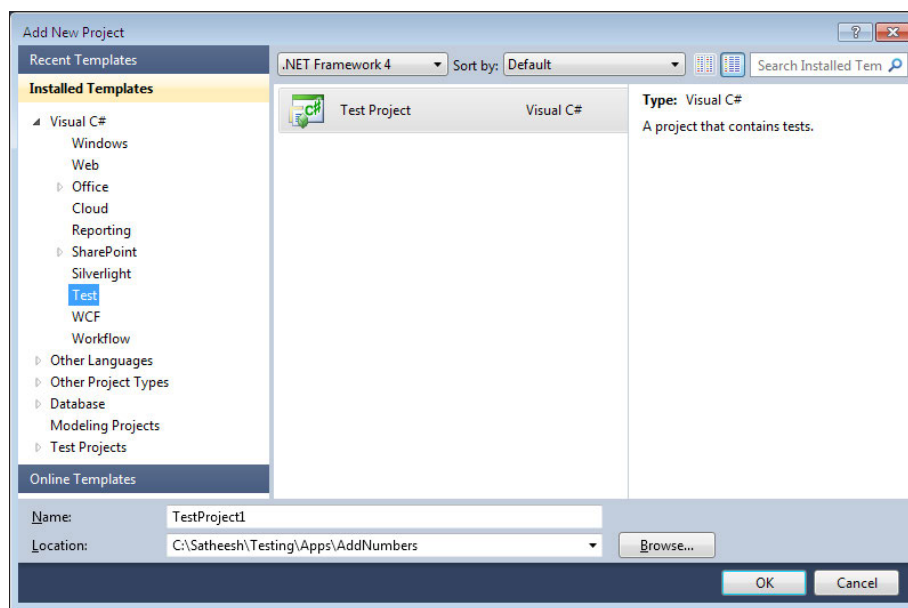 Add New Project
Recent Templates
.NET Framework 4 Sort by: Default Search Installed Tem
Installed Templates
Visual C#
Windows
Web
Office
Cloud
Reporting
SharePoint
Silverlight
Test
WCF
Workflow
Other Languages
Other Project Types
Database
Modeling Projects
Test Projects
Online Templates
C# Test Project Visual C#
Type: Visual C#
A project that contains tests.
Name: TestProject1
Location: C:\Satheesh\Testing\Apps\AddNumbers Browse...
OK Cancel